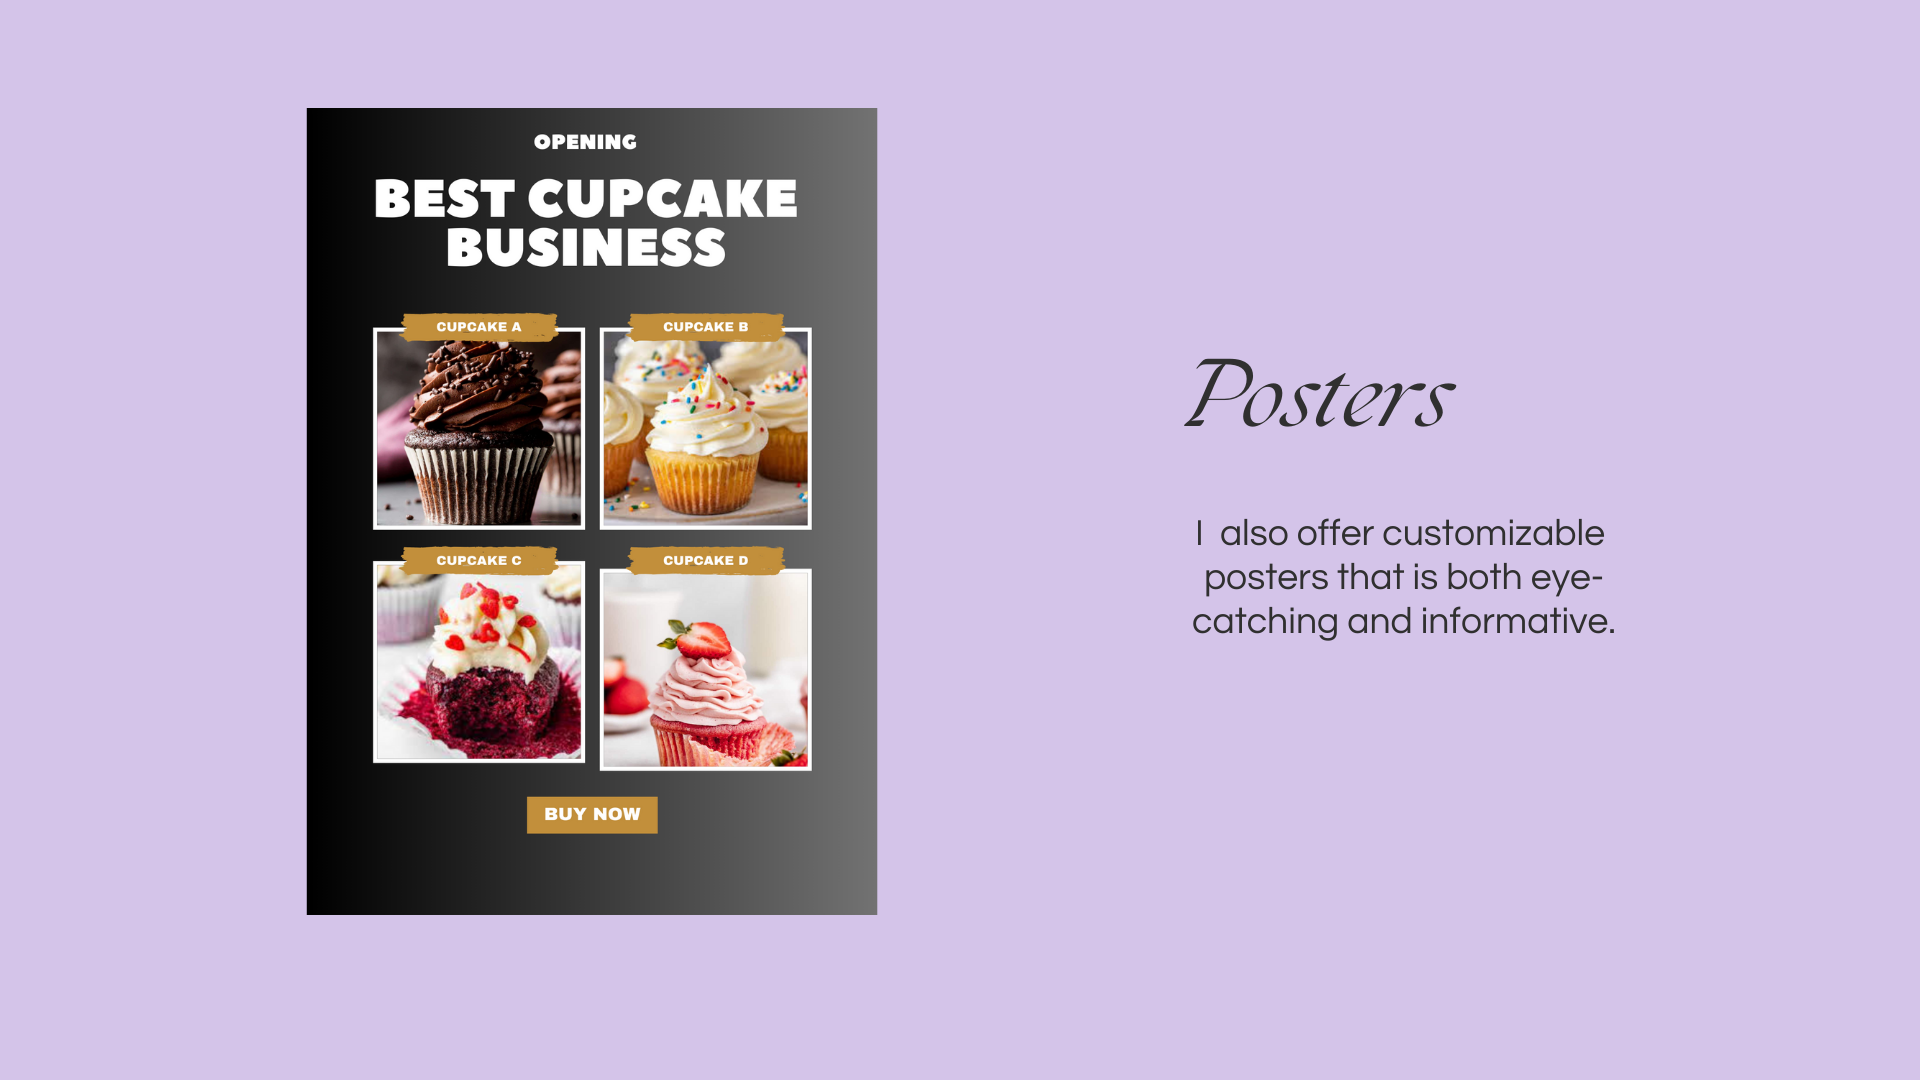 OPENING
BEST CUPCAKE
BUSINESS
CUPCAKE A
CUPCAKE B
CUPCAKE C
CUPCAKE D
BUY NOW
Posters
I  also offer customizable
posters that is both eye-
catching and informative.